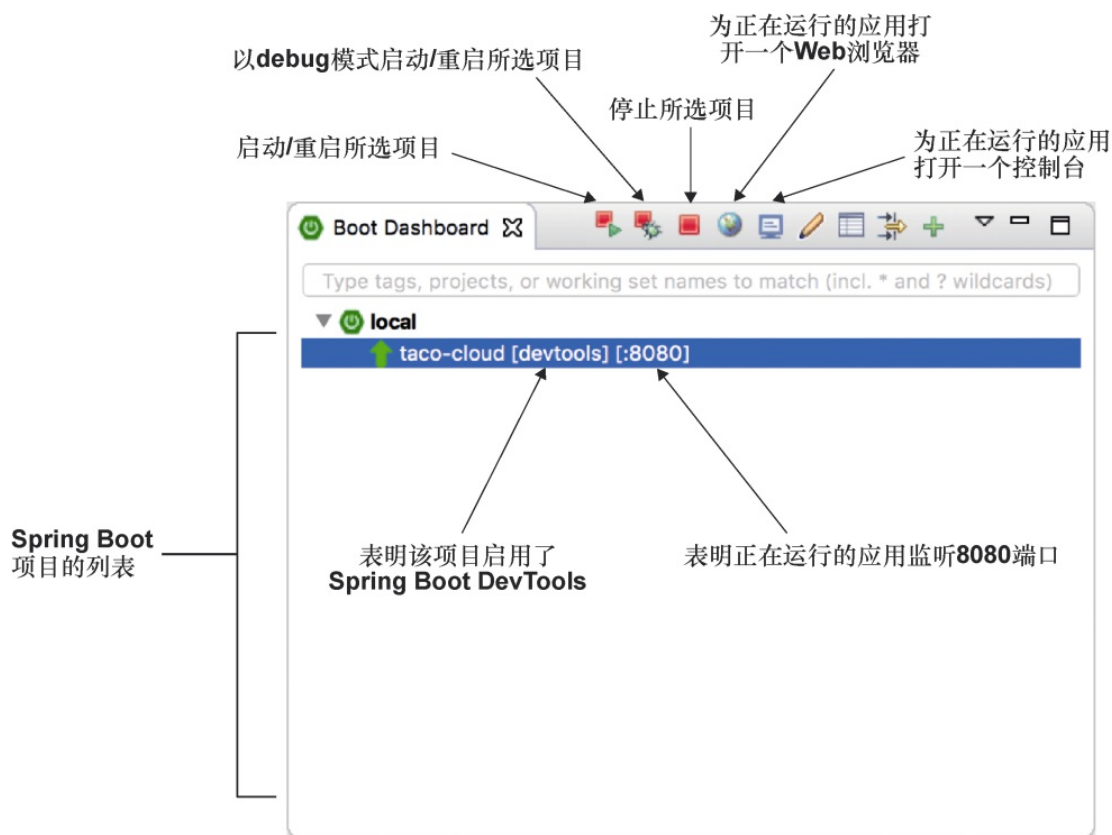 为正在运行的应用打
开一个Web浏览器
以debug模式启动/重启所选项目
停止所选项目
启动/重启所选项目
为正在运行的应用
打开一个控制台
Boot Dashboard
Type tags, projects, or working set names to match (incl. * and ? wildcards)
local
taco-cloud [devtools] [:8080]
Spring Boot
项目的列表
表明该项目启用了
Spring Boot DevTools
表明正在运行的应用监听8080端口